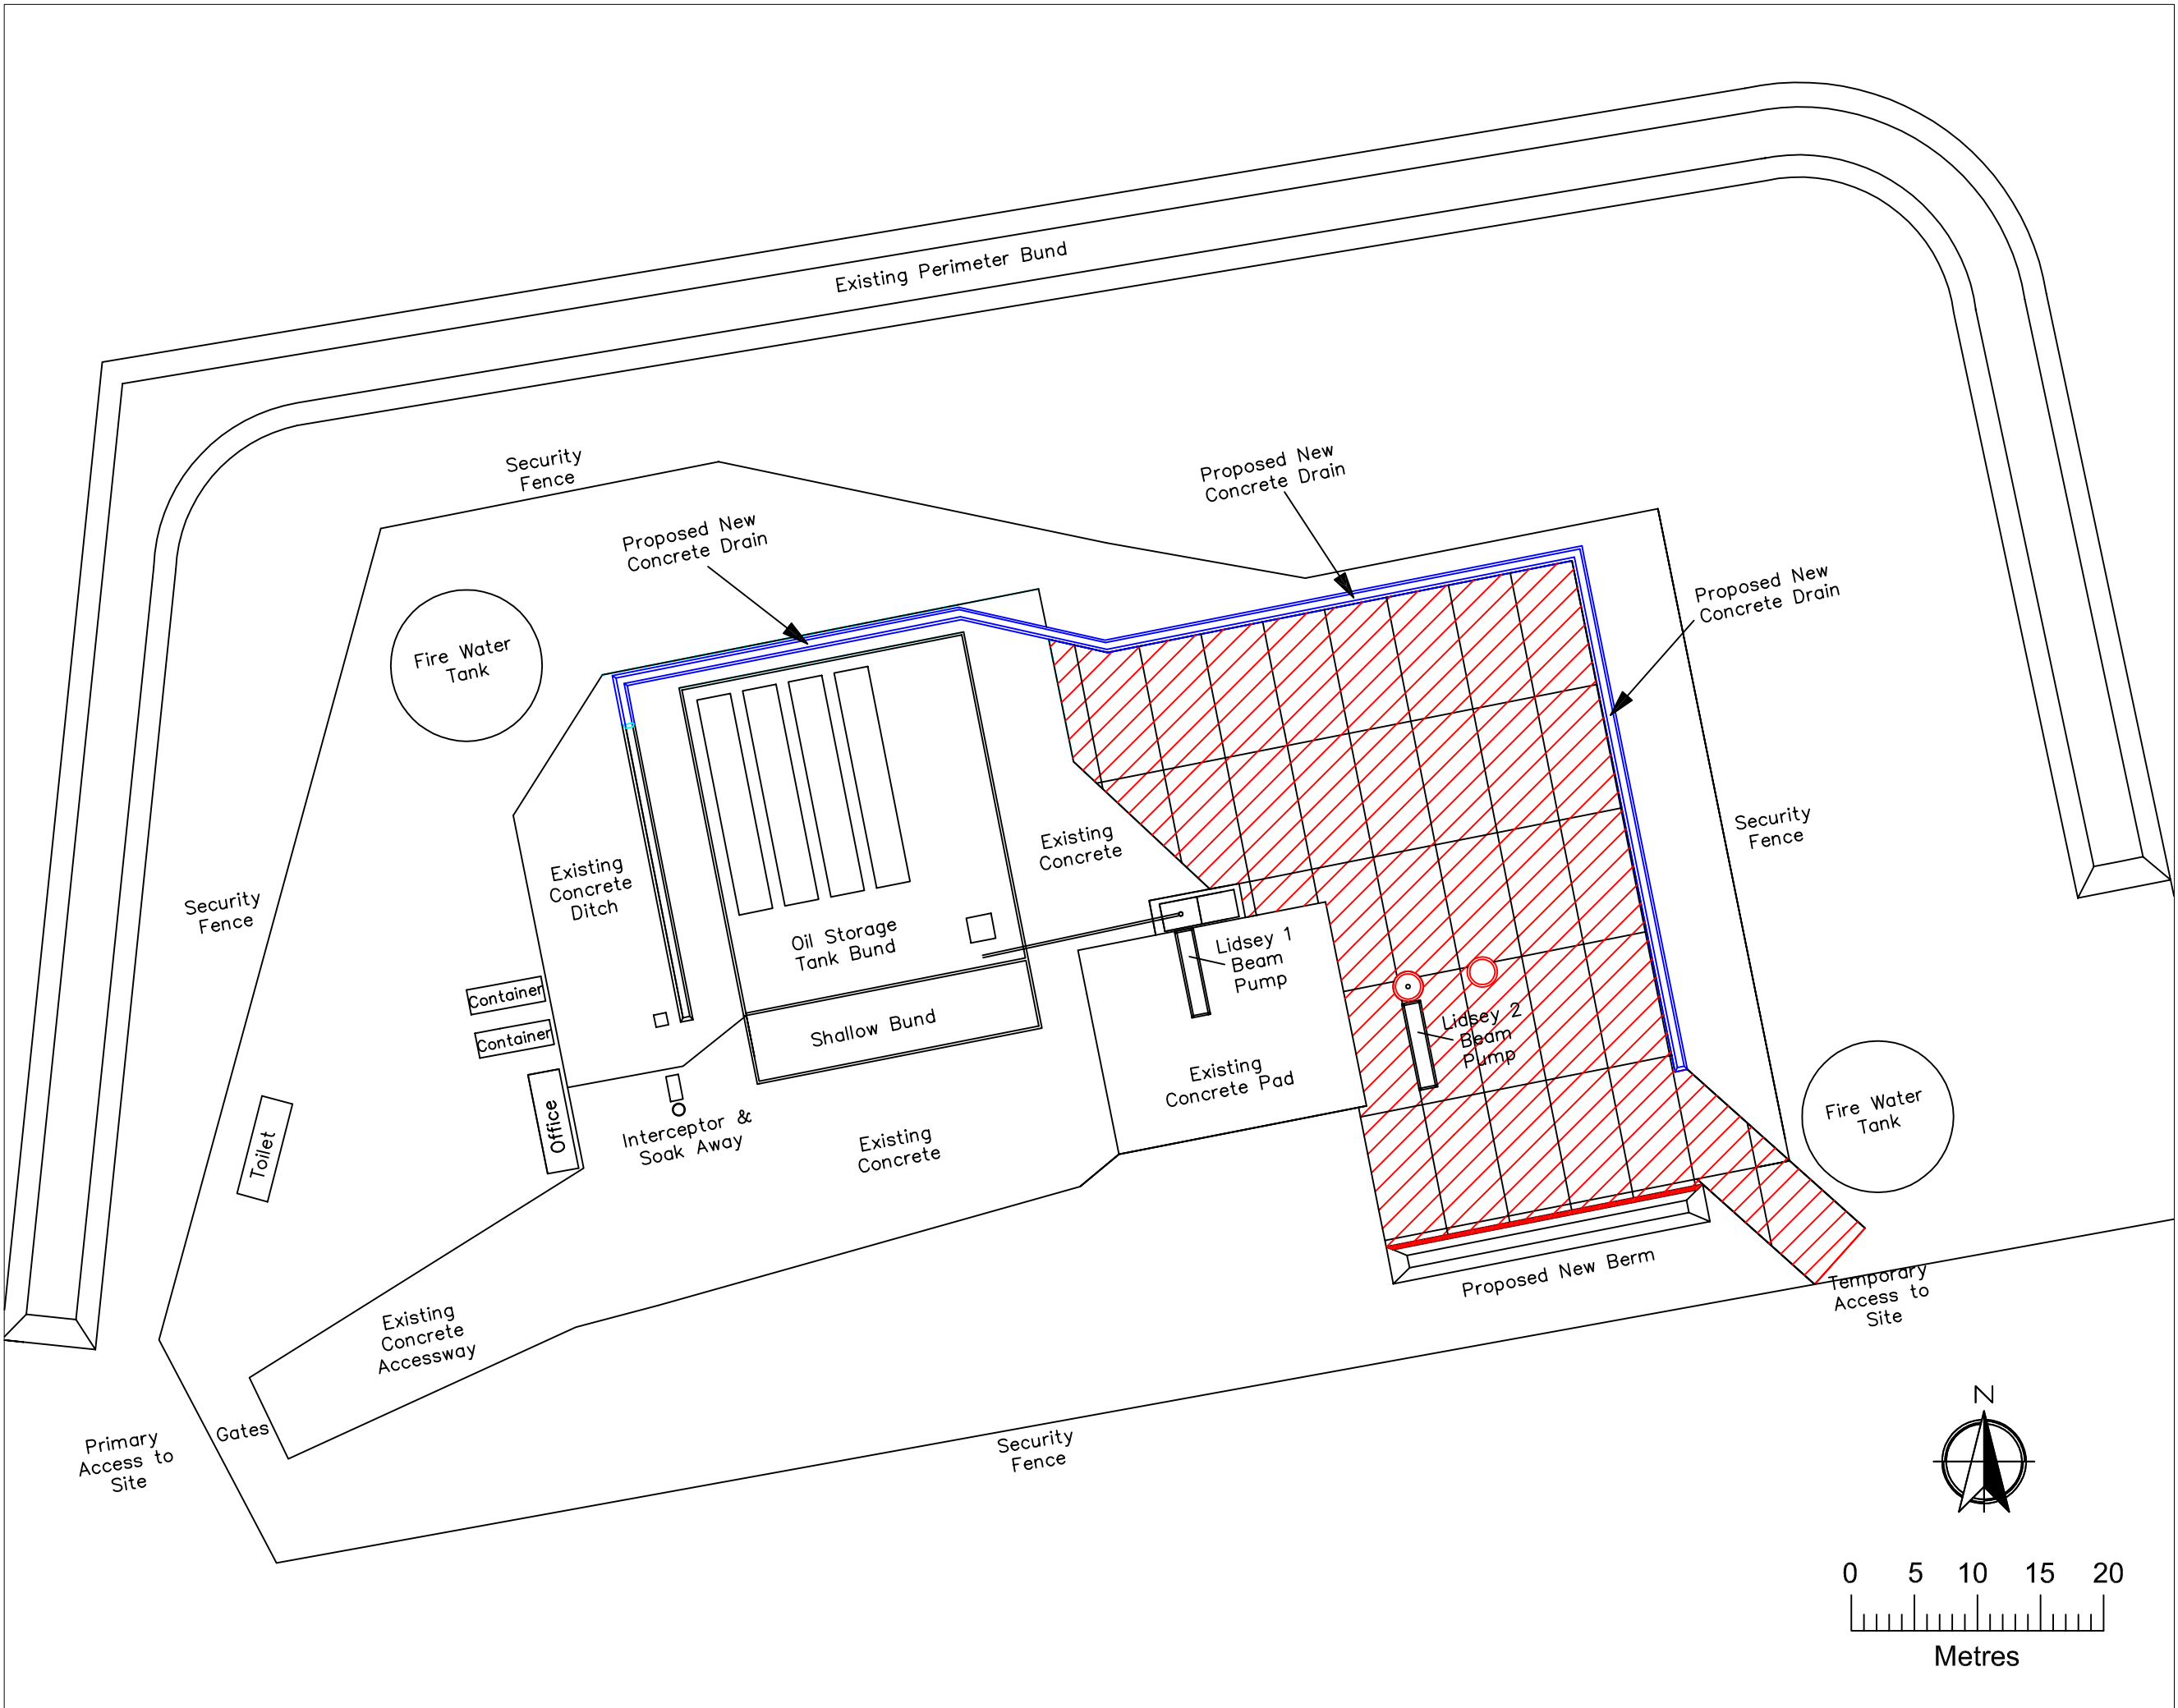 Existing Perimeter Bund
Security
Fence
Proposed New
Concrete Drain
Proposed New
Concrete Drain
Proposed New
Concrete Drain
Fire Water
Tank
Security
Fence
Existing
Concrete
Existing
Concrete
Ditch
Security
Fence
Oil Storage
Tank Bund
Lidsey 1
Beam
Pump
Container
Container
Shallow Bund
Lidsey 2
Beam
Pump
Existing
Concrete Pad
Fire Water
Tank
Office
Toilet
Interceptor &
Soak Away
Existing
Concrete
Proposed New Berm
Temporary
Access to
Site
Existing
Concrete
Accessway
Gates
Primary
Access to
Site
Security
Fence
N
0 5 10 15 20
Metres